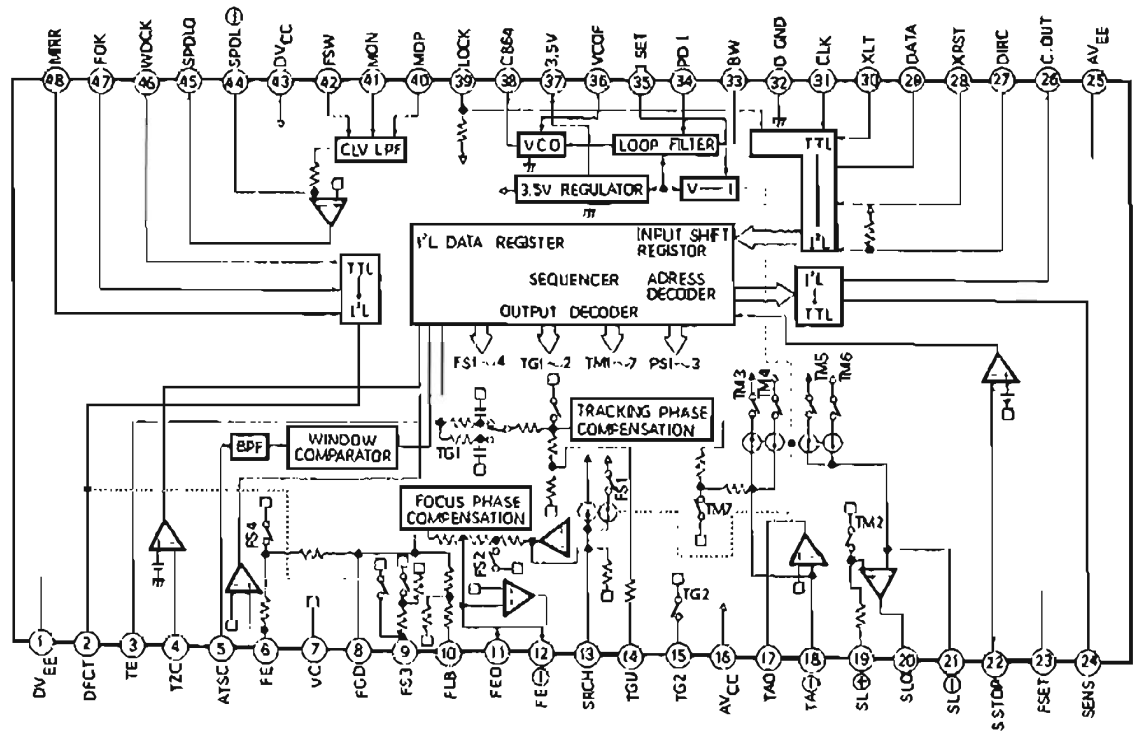 MIRR
FOK
WDCK
SPDLO
SPDL⊖
DVCC
FSW
MON
MDP
LOCK
C864
3.5V
VCOF
ISET
PD I
BW
D GND
CLK
XLT
DATA
XRST
DIRC
C. OUT
AVEE
48
47
46
45
44
43
42
41
40
39
38
37
36
35
34
33
32
31
30
29
28
27
26
25
CLV LPF
VCO
LOOP FILTER
3.5V REGULATOR
V — I
TTL
I²L
I²L DATA REGISTER
INPUT SHIFT
REGISTOR
SEQUENCER
ADRESS
DECODER
OUTPUT DECODER
TTL
I²L
I²L
TTL
FS1~4
TG1~2
TM1~7
PS1~3
TM3
TM4
TM5
TM6
TRACKING PHASE
COMPENSATION
TG1
BPF
WINDOW
COMPARATOR
FOCUS PHASE
COMPENSATION
FS1
FS4
FS2
TM7
TM2
TG2
1
2
3
4
5
6
7
8
9
10
11
12
13
14
15
16
17
18
19
20
21
22
23
24
DVEE
DFCT
TE
TZC
ATSC
FE
VC
FGD
FS3
FLB
FEO
FE⊖
SRCH
TGU
TG2
AVCC
TAO
TA⊖
SL⊕
SLO
SL⊖
S.STOP
FSET
SENS